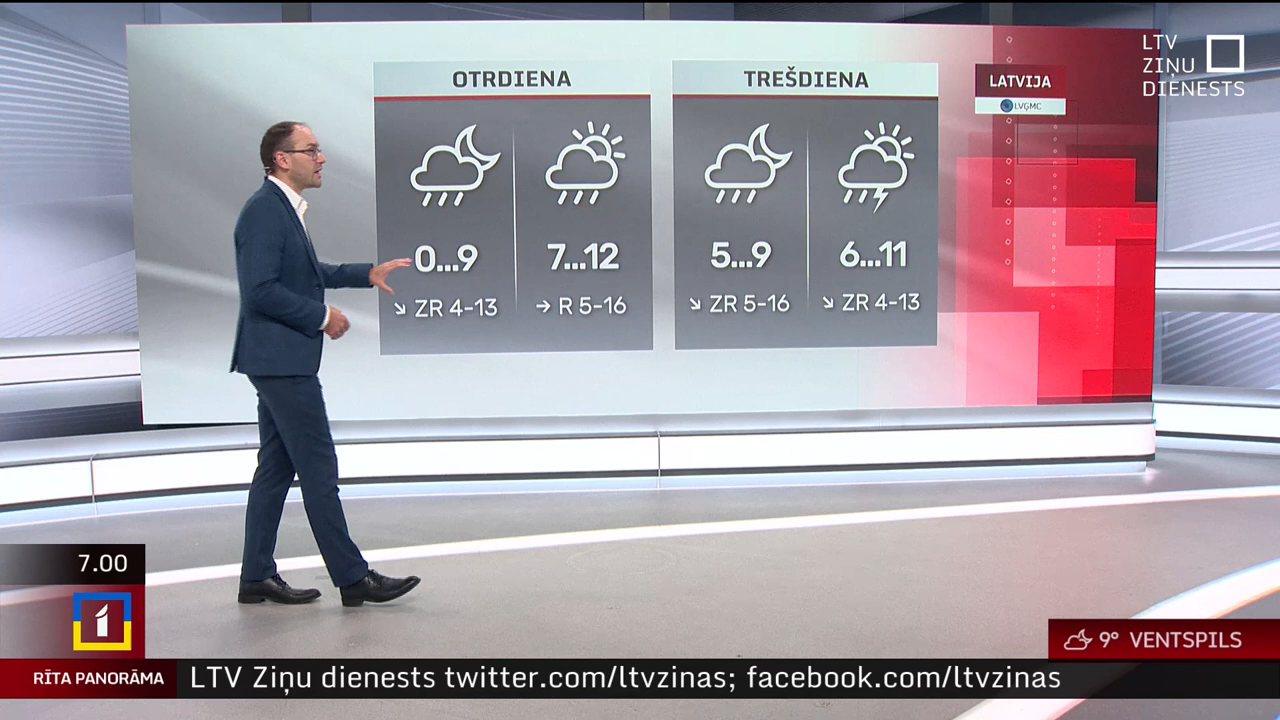 LTV
ZIŅU
DIENESTS
OTRDIENA
TREŠDIENA
LATVIJA
LVĢMC
0...9
7...12
5...9
6...11
↘ ZR 4-13
→ R 5-16
↘ ZR 5-16
↘ ZR 4-13
7.00
1
9° VENTSPILS
RĪTA PANORĀMA
LTV Ziņu dienests twitter.com/ltvzinas; facebook.com/ltvzinas